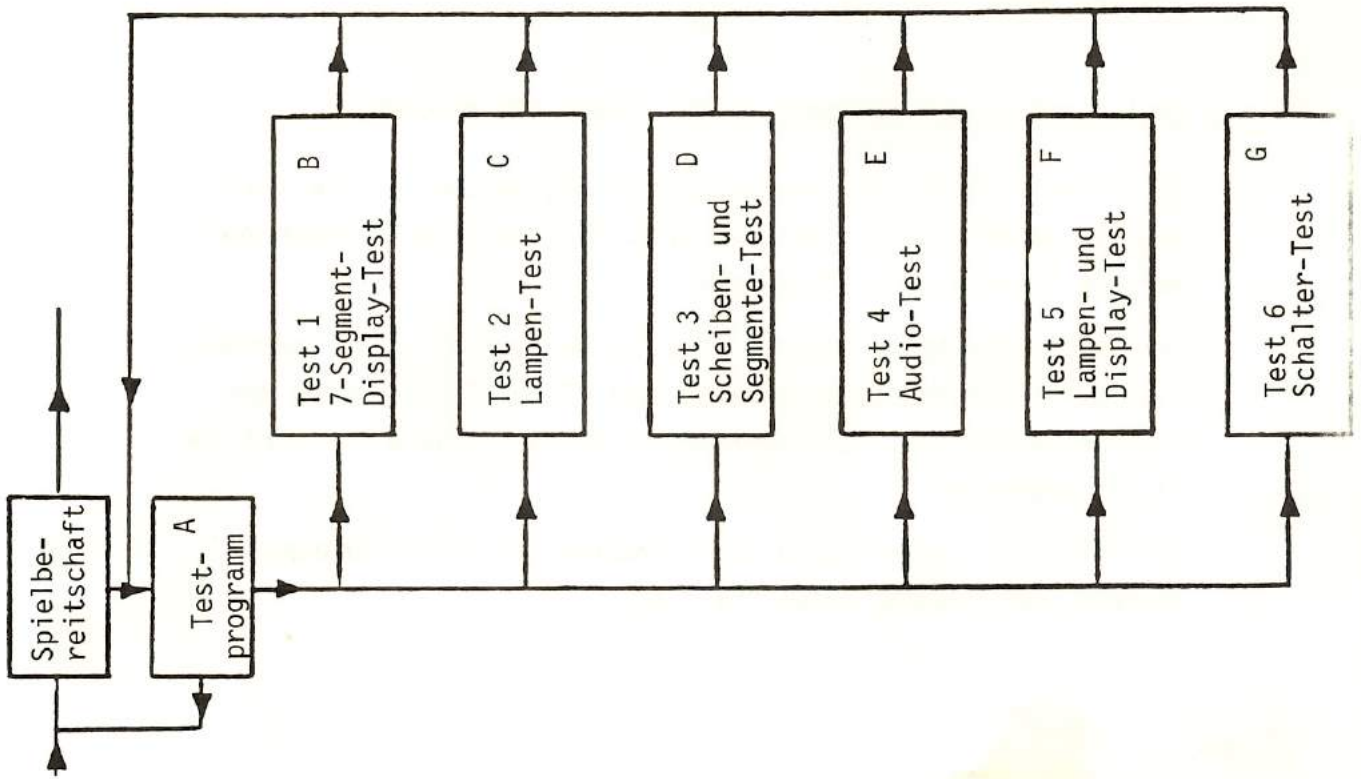 Spielbe-
reitschaft
A
Test-
programm
Test 1 B
7-Segment-
Display-Test
Test 2 C
Lampen-Test
Test 3 D
Scheiben- und
Segmente-Test
Test 4 E
Audio-Test
Test 5 F
Lampen- und
Display-Test
Test 6 G
Schalter-Test